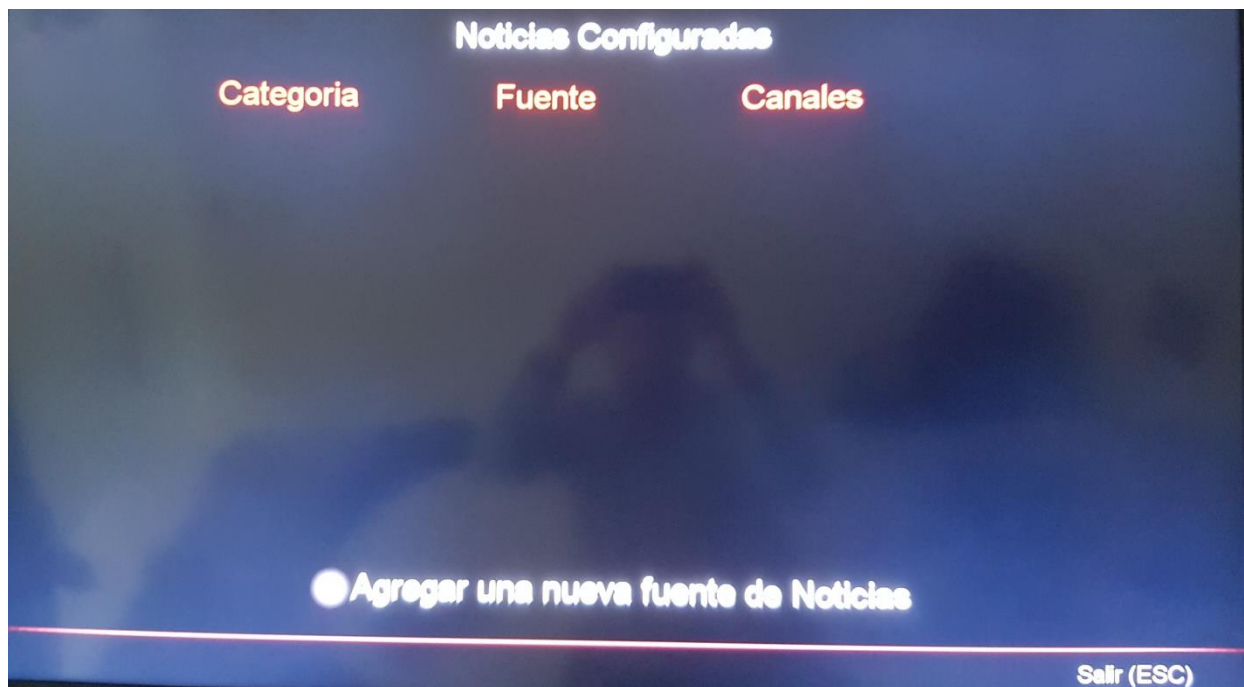 Noticias Configuradas
Categoria Fuente Canales
Agregar una nueva fuente de Noticias
Salir (ESC)